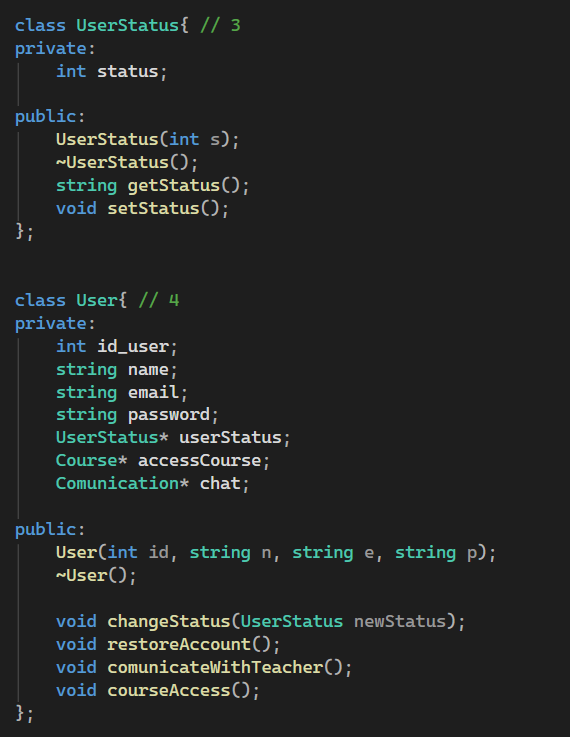 class UserStatus{ // 3
private:
    int status;
public:
    UserStatus(int s);
    ~UserStatus();
    string getStatus();
    void setStatus();
};
class User{ // 4
private:
    int id_user;
    string name;
    string email;
    string password;
    UserStatus* userStatus;
    Course* accessCourse;
    Comunication* chat;
public:
    User(int id, string n, string e, string p);
    ~User();
    void changeStatus(UserStatus newStatus);
    void restoreAccount();
    void comunicateWithTeacher();
    void courseAccess();
};